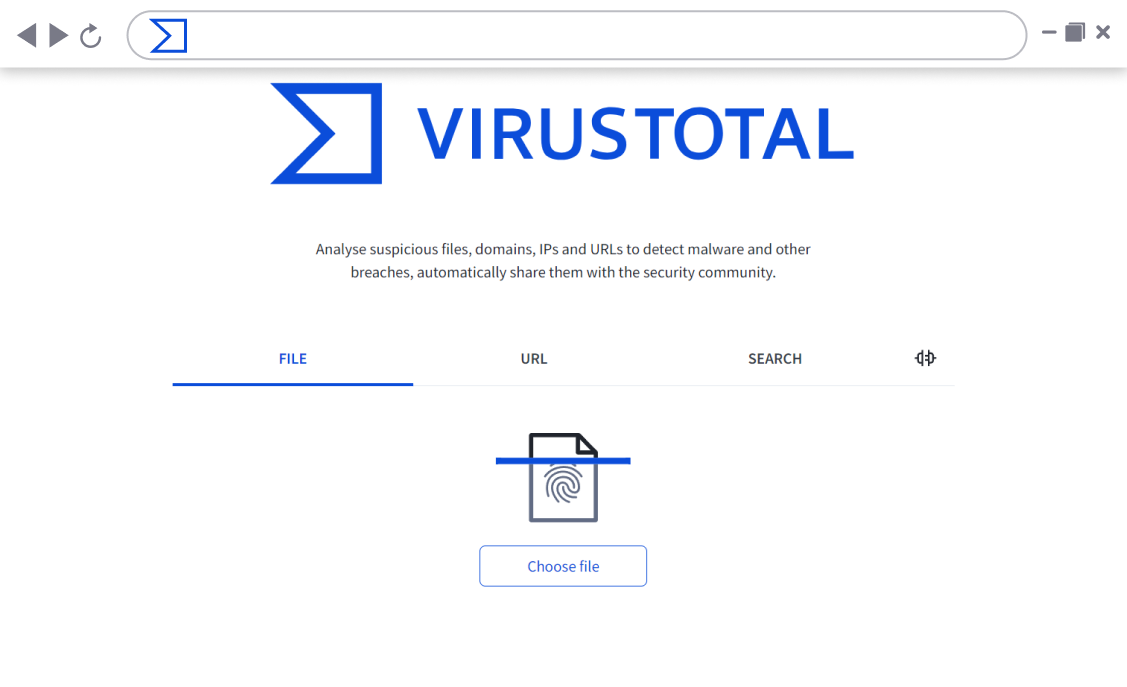 VIRUSTOTAL
Analyse suspicious files, domains, IPs and URLs to detect malware and other
breaches, automatically share them with the security community.
FILE URL SEARCH
Choose file